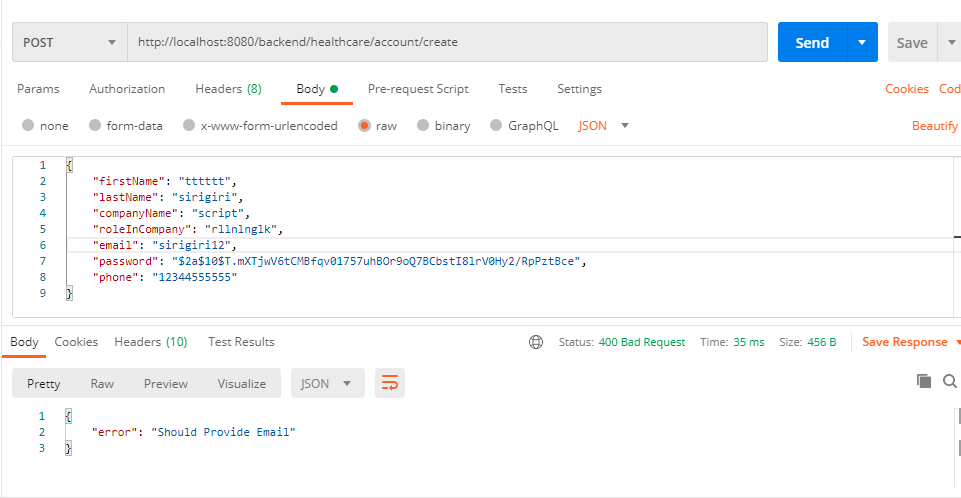 POST http://localhost:8080/backend/healthcare/account/create Send Save
Params Authorization Headers (8) Body Pre-request Script Tests Settings Cookies Cod
none form-data x-www-form-urlencoded raw binary GraphQL JSON Beautify
1 {
2 "firstName": "tttttt",
3 "lastName": "sirigiri",
4 "companyName": "script",
5 "roleInCompany": "rllnlnglk",
6 "email": "sirigiri12",
7 "password": "$2a$10$T.mXTjwV6tCMBfqv01757uhBOr9oQ7BCbstI8lrV0Hy2/RpPztBce",
8 "phone": "12344555555"
9 }
Body Cookies Headers (10) Test Results Status: 400 Bad Request Time: 35 ms Size: 456 B Save Response
Pretty Raw Preview Visualize JSON
1 {
2 "error": "Should Provide Email"
3 }